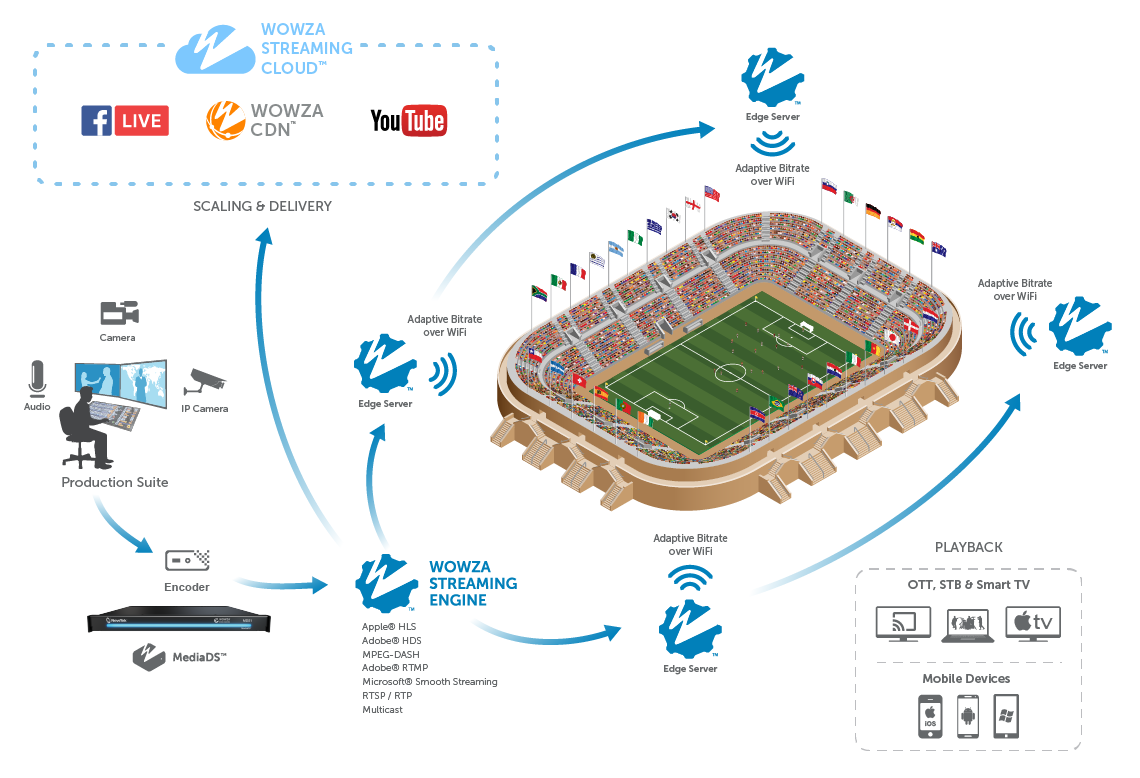 WOWZA
STREAMING
CLOUD™
f LIVE
WOWZA
CDN™
YouTube
SCALING & DELIVERY
Edge Server
Adaptive Bitrate
over WiFi
Adaptive Bitrate
over WiFi
Edge Server
Adaptive Bitrate
over WiFi
Edge Server
Camera
Audio
IP Camera
Production Suite
Encoder
NewTek
MediaDS™
WOWZA
STREAMING
ENGINE
Apple® HLS
Adobe® HDS
MPEG-DASH
Adobe® RTMP
Microsoft® Smooth Streaming
RTSP / RTP
Multicast
Adaptive Bitrate
over WiFi
Edge Server
PLAYBACK
OTT, STB & Smart TV
tv
Mobile Devices
iOS